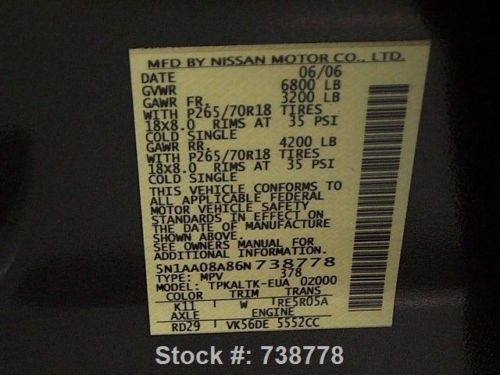 MFD BY NISSAN MOTOR CO., LTD.
DATE 06/06
GVWR 6800 LB
GAWR FR. 3200 LB
WITH P265/70R18 TIRES
18x8.0 RIMS AT 35 PSI
COLD SINGLE
GAWR RR. 4200 LB
WITH P265/70R18 TIRES
18x8.0 RIMS AT 35 PSI
COLD SINGLE
THIS VEHICLE CONFORMS TO
ALL APPLICABLE FEDERAL
MOTOR VEHICLE SAFETY
STANDARDS IN EFFECT ON
THE DATE OF MANUFACTURE
SHOWN ABOVE.
SEE OWNERS MANUAL FOR
ADDITIONAL INFORMATION
5N1AA08A86N738778
TYPE: MPV 378
MODEL: TPKALTK-EUA 0Z000
COLOR TRIM TRANS
K11 W RE5R05A
AXLE ENGINE
RD29 VK56DE 5552CC
Stock #: 738778